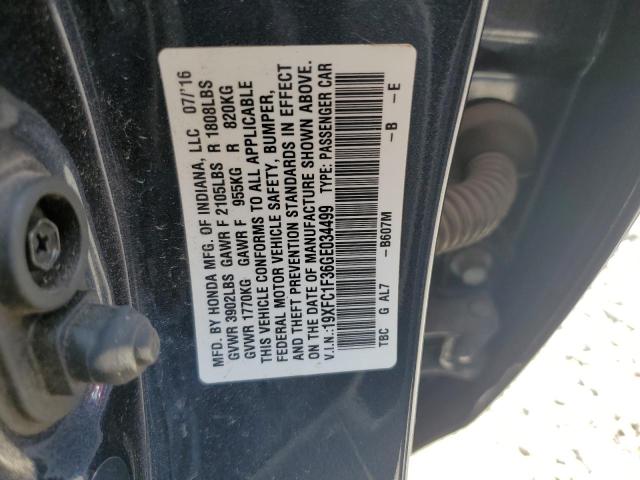 MFD. BY HONDA MFG. OF INDIANA, LLC 07/'16
GVWR 3902LBS GAWR F 2105LBS R 1808LBS
GVWR 1770KG GAWR F 955KG R 820KG
THIS VEHICLE CONFORMS TO ALL APPLICABLE
FEDERAL MOTOR VEHICLE SAFETY, BUMPER,
AND THEFT PREVENTION STANDARDS IN EFFECT
ON THE DATE OF MANUFACTURE SHOWN ABOVE.
V.I.N.:19XFC1F36GE034499 TYPE: PASSENGER CAR
TBC G AL7 –B607M –B –E